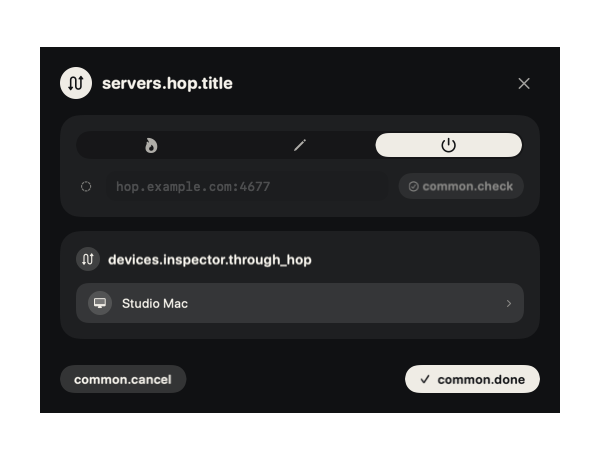 servers.hop.title
hop.example.com:4677
common.check
devices.inspector.through_hop
Studio Mac
common.cancel
common.done